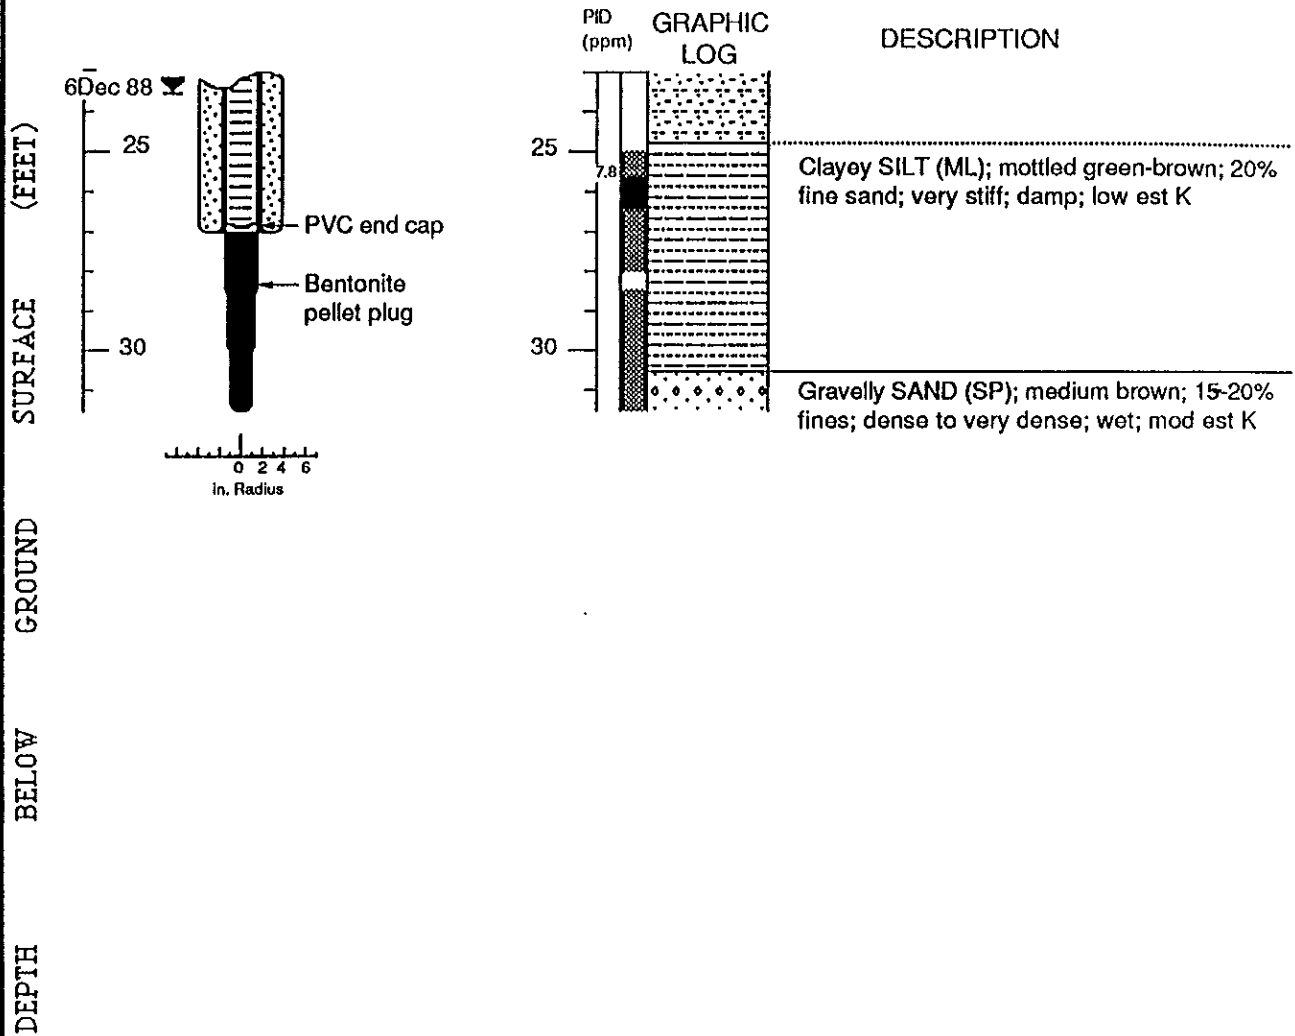 DEPTH BELOW GROUND SURFACE (FEET)
6Dec 88
25
30
PVC end cap
Bentonite
pellet plug
0 2 4 6
in. Radius
PID
(ppm)
GRAPHIC
LOG
DESCRIPTION
25
7.8
30
Clayey SILT (ML); mottled green-brown; 20%
fine sand; very stiff; damp; low est K
Gravelly SAND (SP); medium brown; 15-20%
fines; dense to very dense; wet; mod est K